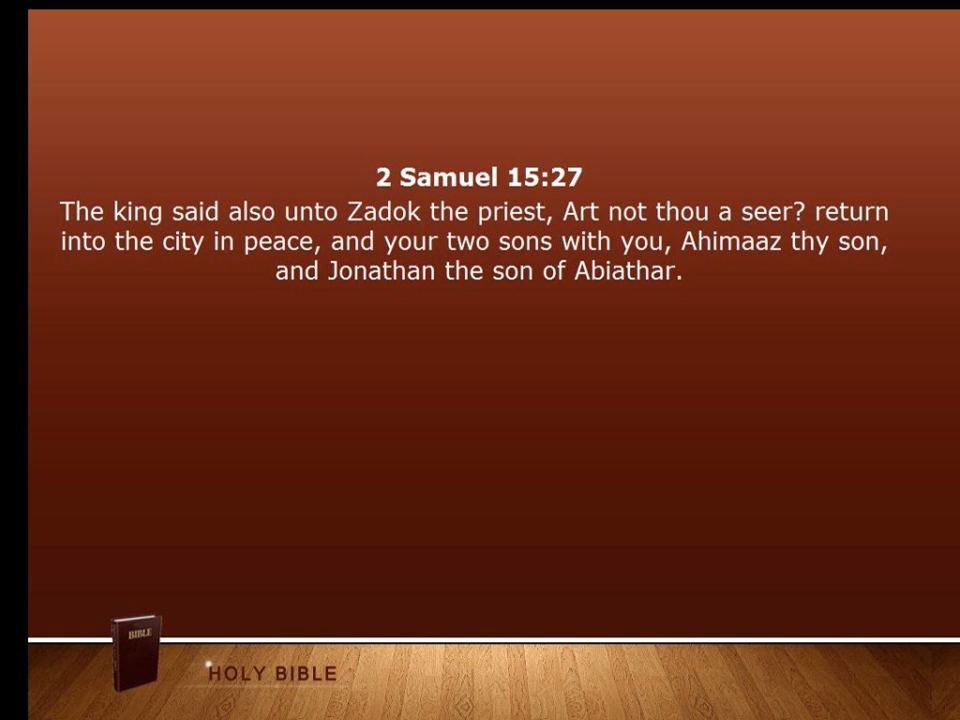 2 Samuel 15:27
The king said also unto Zadok the priest, Art not thou a seer? return
into the city in peace, and your two sons with you, Ahimaaz thy son,
and Jonathan the son of Abiathar.
BIBLE
HOLY BIBLE